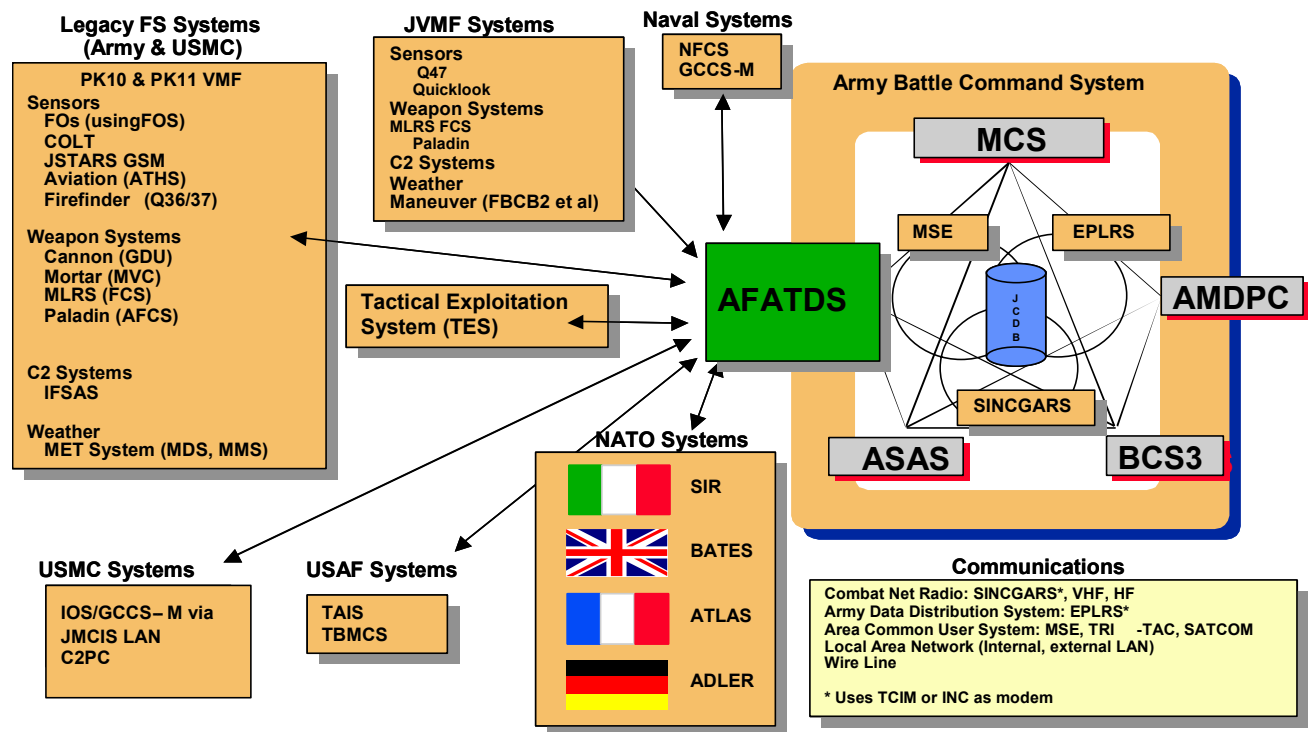 Legacy FS Systems
(Army & USMC)
PK10 & PK11 VMF
Sensors
FOs (usingFOS)
COLT
JSTARS GSM
Aviation (ATHS)
Firefinder (Q36/37)
Weapon Systems
Cannon (GDU)
Mortar (MVC)
MLRS (FCS)
Paladin (AFCS)
C2 Systems
IFSAS
Weather
MET System (MDS, MMS)
JVMF Systems
Sensors
Q47
Quicklook
Weapon Systems
MLRS FCS
Paladin
C2 Systems
Weather
Maneuver (FBCB2 et al)
Naval Systems
NFCS
GCCS-M
Army Battle Command System
MCS
MSE
EPLRS
AFATDS
JCDB
AMDPC
SINCGARS
ASAS
BCS3
Tactical Exploitation
System (TES)
USMC Systems
IOS/GCCS– M via
JMCIS LAN
C2PC
USAF Systems
TAIS
TBMCS
NATO Systems
SIR
BATES
ATLAS
ADLER
Communications
Combat Net Radio: SINCGARS*, VHF, HF
Army Data Distribution System: EPLRS*
Area Common User System: MSE, TRI -TAC, SATCOM
Local Area Network (Internal, external LAN)
Wire Line
* Uses TCIM or INC as modem